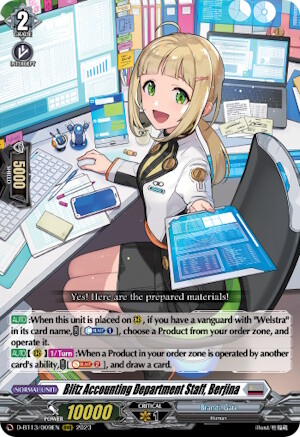 2
GRADE
INTERCEPT
5000
SHIELD
Yes! Here are the prepared materials!
AUTO:When this unit is placed on RC, if you have a vanguard with "Welstra"
in its card name, [COST], choose a Product from your order zone, and
operate it.
AUTO [RC] 1/Turn:When a Product in your order zone is operated by another
card's ability, [COST], and draw a card.
NORMAL UNIT
Blitz Accounting Department Staff, Berjina
POWER
10000
CRITICAL
1
Brandt Gate
Human
D-BT13/009EN RRR 2023